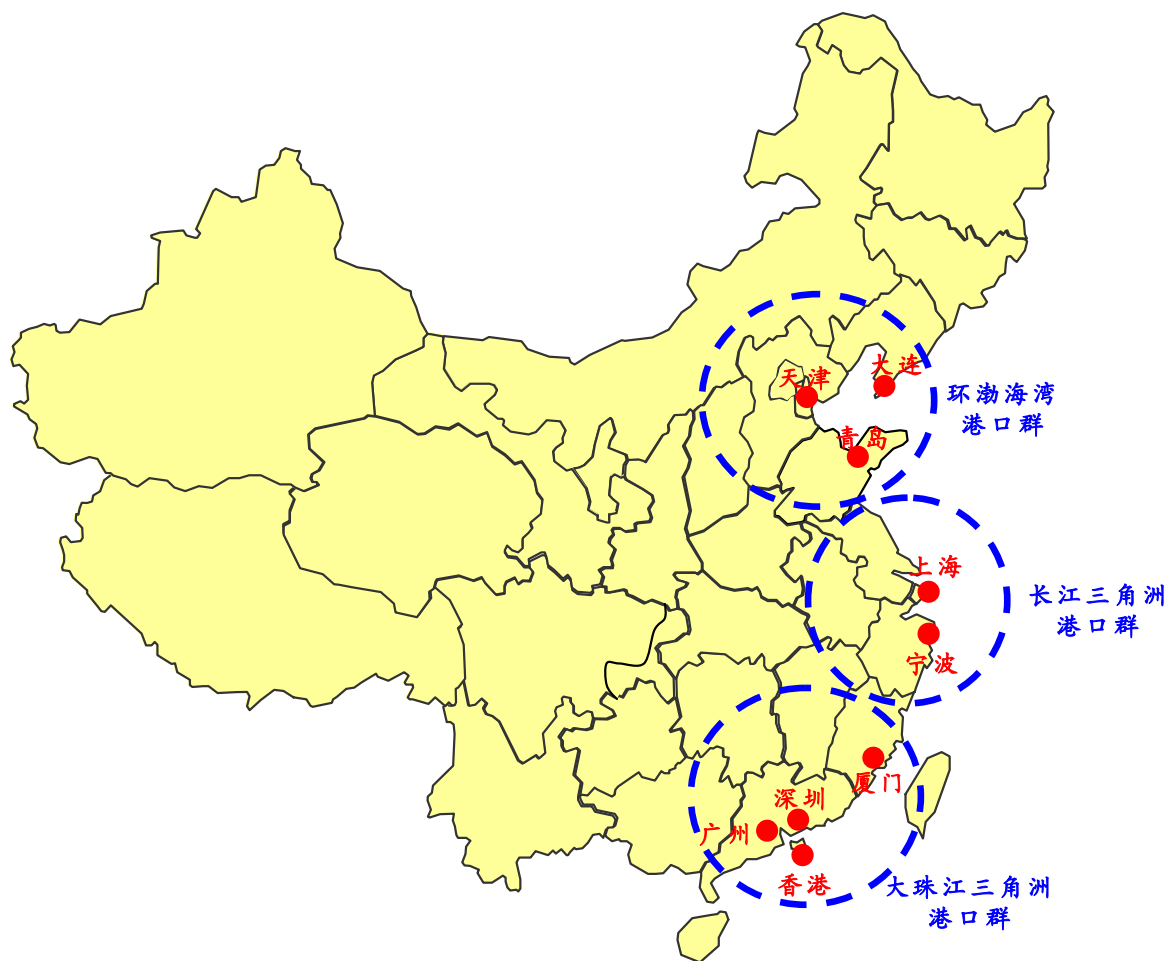 大连
天津
环渤海湾
港口群
青岛
上海
长江三角洲
港口群
宁波
厦门
深圳
广州
香港
大珠江三角洲
港口群